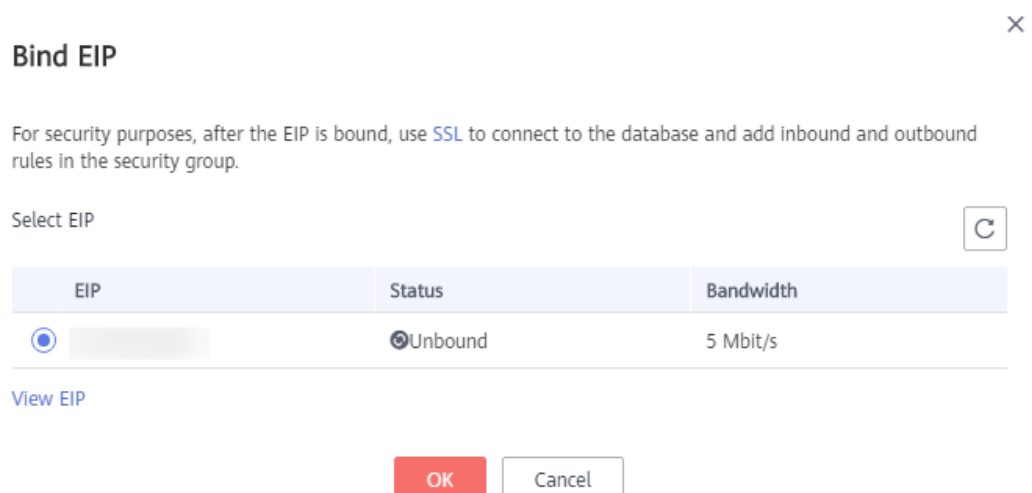 Bind EIP
For security purposes, after the EIP is bound, use SSL to connect to the database and add inbound and outbound
rules in the security group.
Select EIP
EIP Status Bandwidth
Unbound 5 Mbit/s
View EIP
OK Cancel